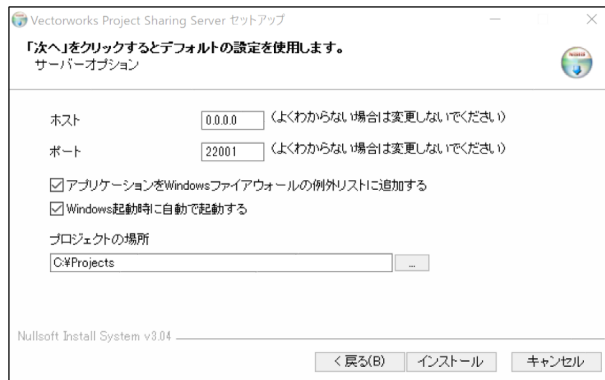 Vectorworks Project Sharing Server セットアップ
「次へ」をクリックするとデフォルトの設定を使用します。
サーバーオプション
ホスト 0.0.0.0 （よくわからない場合は変更しないでください）
ポート 22001 （よくわからない場合は変更しないでください）
アプリケーションをWindowsファイアウォールの例外リストに追加する
Windows起動時に自動で起動する
プロジェクトの場所
C:¥Projects ...
Nullsoft Install System v3.04
< 戻る(B) インストール キャンセル